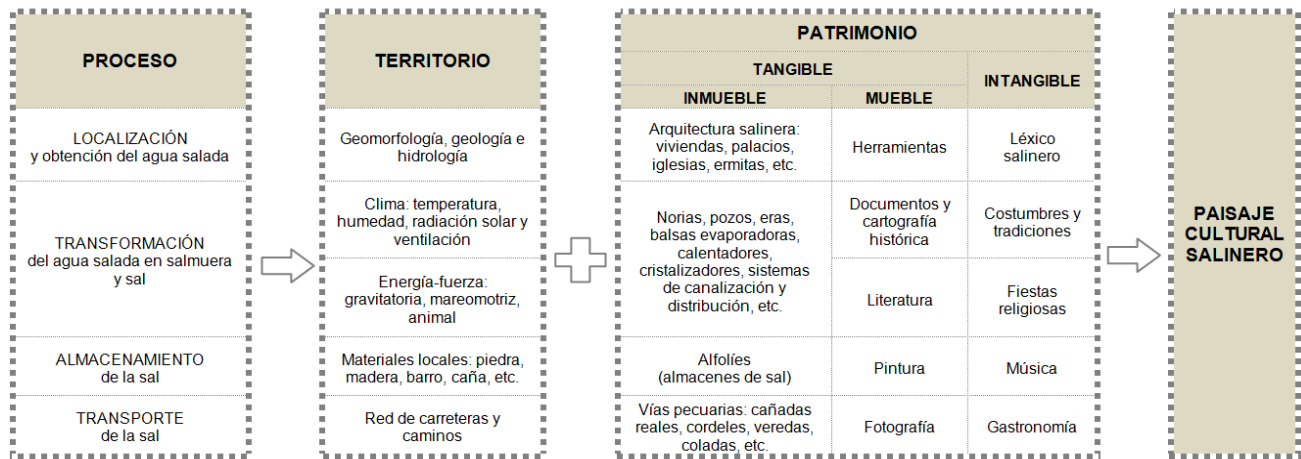 PROCESO
LOCALIZACIÓN
y obtención del agua salada
TRANSFORMACIÓN
del agua salada en salmuera
y sal
ALMACENAMIENTO
de la sal
TRANSPORTE
de la sal
TERRITORIO
Geomorfología, geología e
hidrología
Clima: temperatura,
humedad, radiación solar y
ventilación
Energía-fuerza:
gravitatoria, mareomotriz,
animal
Materiales locales: piedra,
madera, barro, caña, etc.
Red de carreteras y
caminos
PATRIMONIO
TANGIBLE
INTANGIBLE
INMUEBLE
MUEBLE
Arquitectura salinera:
viviendas, palacios,
iglesias, ermitas, etc.
Herramientas
Léxico
salinero
Norias, pozos, eras,
balsas evaporadoras,
calentadores,
cristalizadores, sistemas
de canalización y
distribución, etc.
Documentos y
cartografía
histórica
Costumbres y
tradiciones
Literatura
Fiestas
religiosas
Alfolíes
(almacenes de sal)
Pintura
Música
Vías pecuarias: cañadas
reales, cordeles, veredas,
coladas, etc.
Fotografía
Gastronomía
PAISAJE
CULTURAL
SALINERO